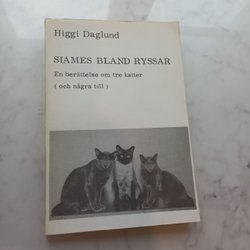 Higgi Daglund
SIAMES BLAND RYSSAR
En berättelse om tre katter
( och några till )